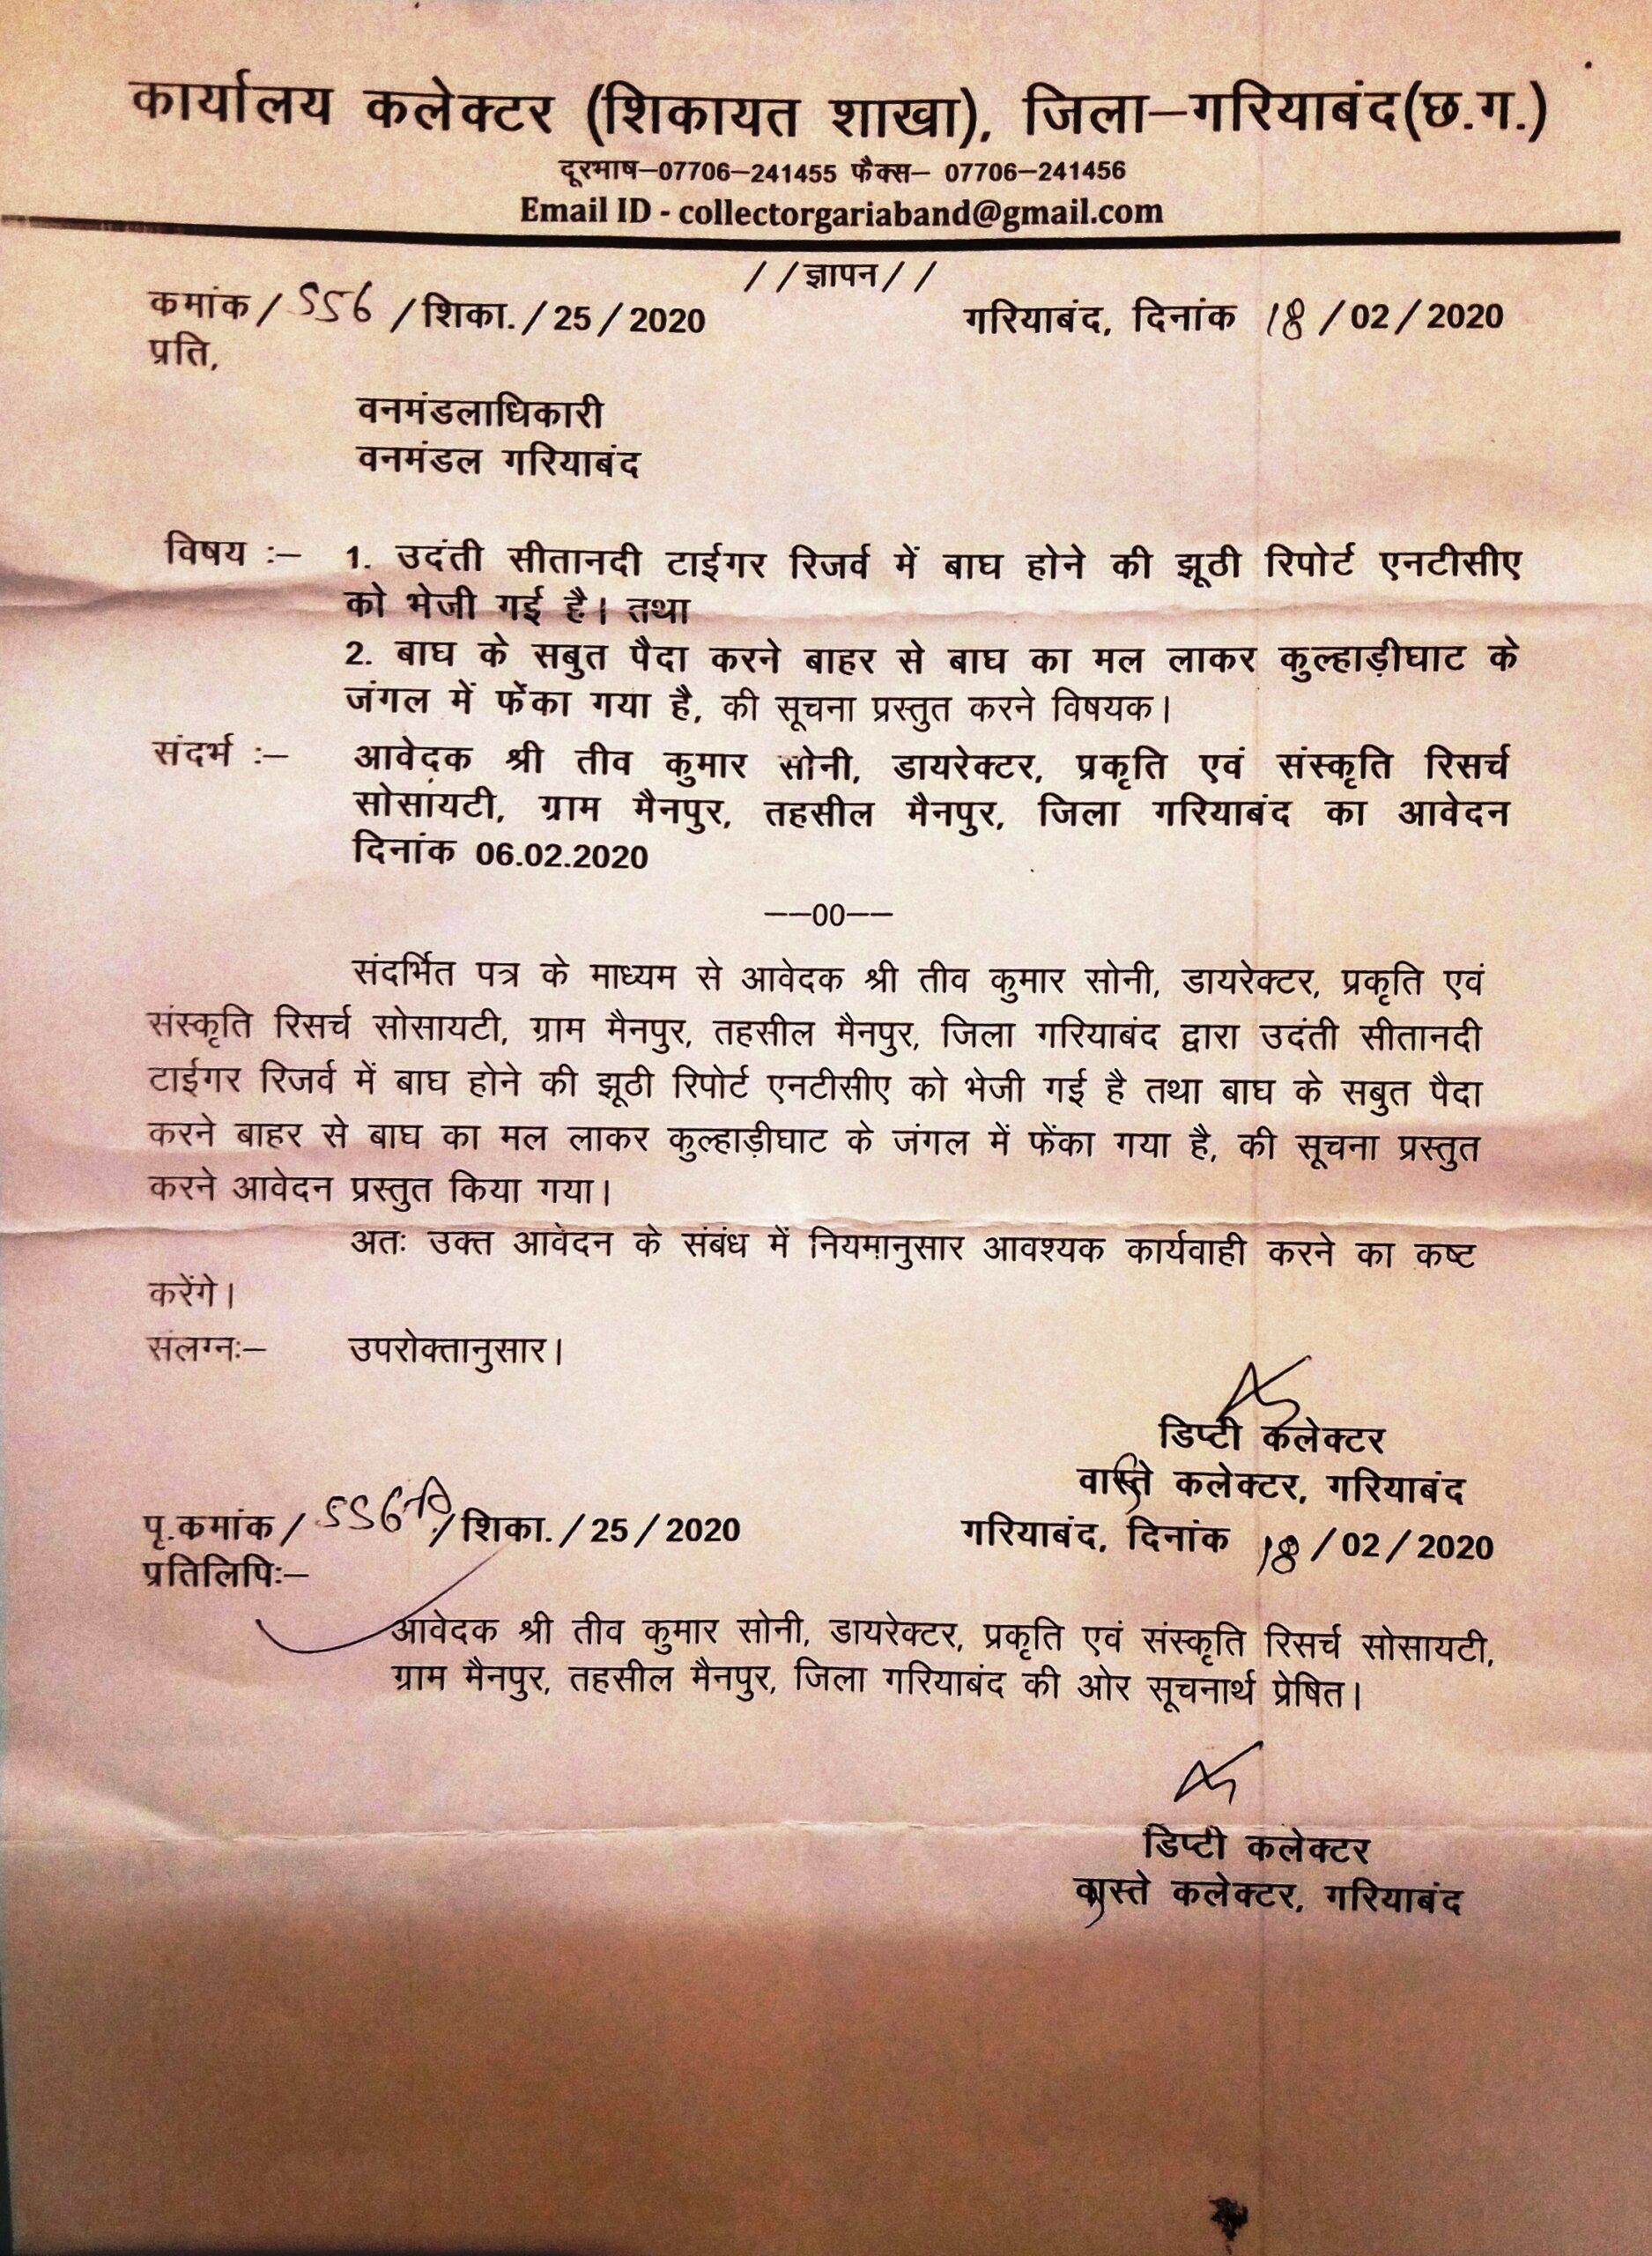 कार्यालय कलेक्टर (शिकायत शाखा), जिला–गरियाबंद(छ.ग.)
दूरभाष–07706–241455 फैक्स– 07706–241456
Email ID - collectorgariaband@gmail.com
//ज्ञापन//
कमांक / 556 / शिका. / 25 / 2020 गरियाबंद, दिनांक 18 / 02 / 2020
प्रति,
वनमंडलाधिकारी
वनमंडल गरियाबंद
विषय :– 1. उदंती सीतानदी टाईगर रिजर्व में बाघ होने की झूठी रिपोर्ट एनटीसीए
को भेजी गई है। तथा
2. बाघ के सबुत पैदा करने बाहर से बाघ का मल लाकर कुल्हाड़ीघाट के
जंगल में फेंका गया है, की सूचना प्रस्तुत करने विषयक।
संदर्भ :– आवेदक श्री तीव कुमार सोनी, डायरेक्टर, प्रकृति एवं संस्कृति रिसर्च
सोसायटी, ग्राम मैनपुर, तहसील मैनपुर, जिला गरियाबंद का आवेदन
दिनांक 06.02.2020
––00––
संदर्भित पत्र के माध्यम से आवेदक श्री तीव कुमार सोनी, डायरेक्टर, प्रकृति एवं
संस्कृति रिसर्च सोसायटी, ग्राम मैनपुर, तहसील मैनपुर, जिला गरियाबंद द्वारा उदंती सीतानदी
टाईगर रिजर्व में बाघ होने की झूठी रिपोर्ट एनटीसीए को भेजी गई है तथा बाघ के सबुत पैदा
करने बाहर से बाघ का मल लाकर कुल्हाड़ीघाट के जंगल में फेंका गया है, की सूचना प्रस्तुत
करने आवेदन प्रस्तुत किया गया।
अतः उक्त आवेदन के संबंध में नियमानुसार आवश्यक कार्यवाही करने का कष्ट
करेंगे।
संलग्नः– उपरोक्तानुसार।
डिप्टी कलेक्टर
वास्ते कलेक्टर, गरियाबंद
पृ.कमांक / 556 / शिका. / 25 / 2020 गरियाबंद, दिनांक 18 / 02 / 2020
प्रतिलिपिः–
आवेदक श्री तीव कुमार सोनी, डायरेक्टर, प्रकृति एवं संस्कृति रिसर्च सोसायटी,
ग्राम मैनपुर, तहसील मैनपुर, जिला गरियाबंद की ओर सूचनार्थ प्रेषित।
डिप्टी कलेक्टर
वास्ते कलेक्टर, गरियाबंद